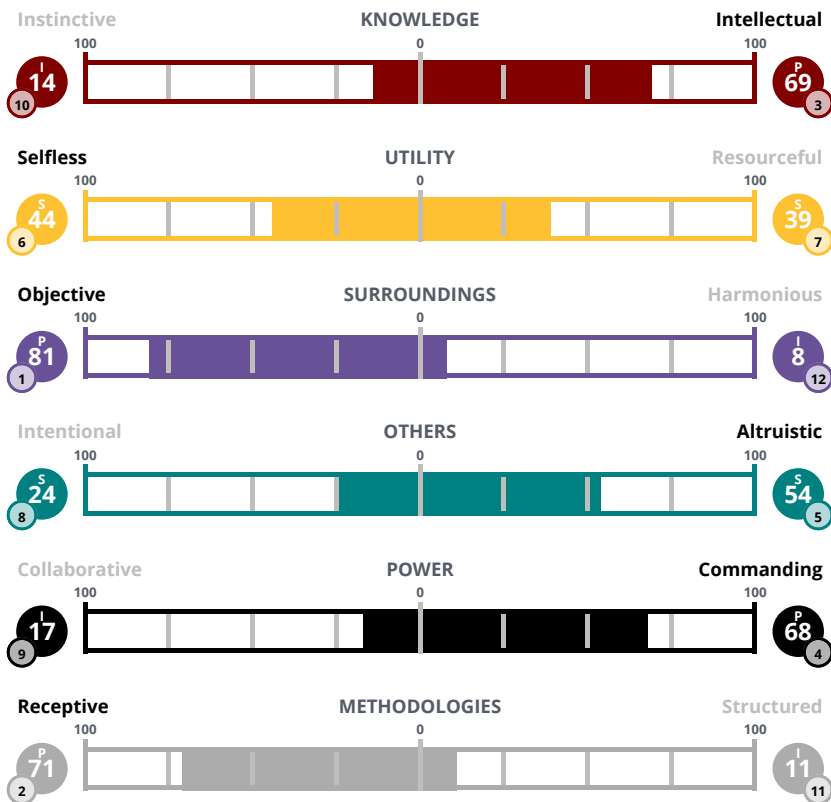 Instinctive KNOWLEDGE Intellectual
100 0 100
I P
14 69
10 3
Selfless UTILITY Resourceful
100 0 100
S S
44 39
6 7
Objective SURROUNDINGS Harmonious
100 0 100
P I
81 8
1 12
Intentional OTHERS Altruistic
100 0 100
S S
24 54
8 5
Collaborative POWER Commanding
100 0 100
I P
17 68
9 4
Receptive METHODOLOGIES Structured
100 0 100
P I
71 11
2 11